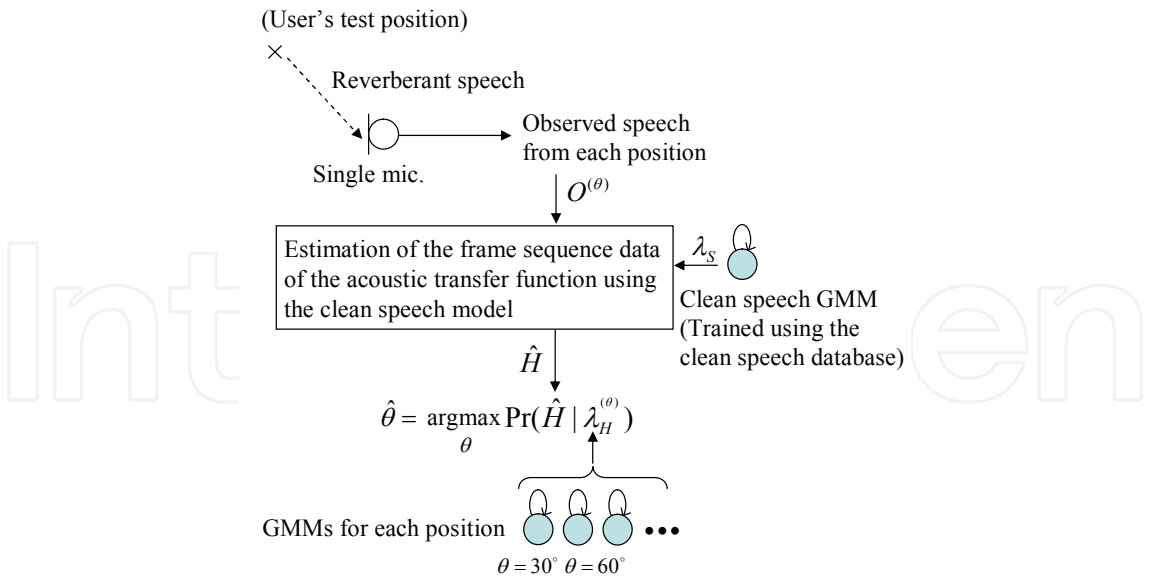 (User's test position)
×
Reverberant speech
Observed speech
from each position
Single mic.
O^(θ)
Estimation of the frame sequence data
of the acoustic transfer function using
the clean speech model
λ_S
Clean speech GMM
(Trained using the
clean speech database)
Ĥ
θ̂ = argmax Pr(Ĥ | λ_H^(θ))
θ
GMMs for each position •••
θ = 30° θ = 60°
Int en